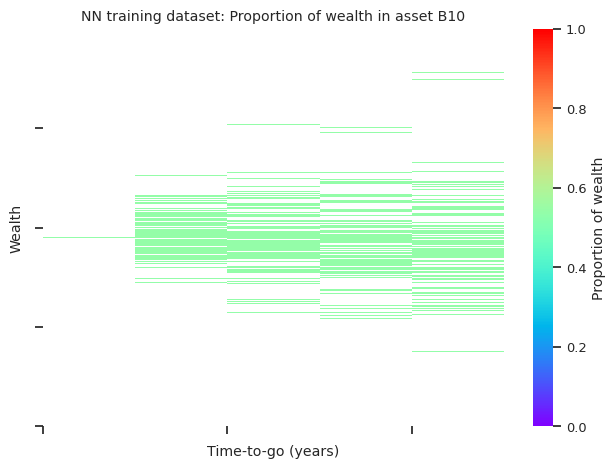 NN training dataset: Proportion of wealth in asset B10
1.0
0.8
0.6
0.4
0.2
0.0
Proportion of wealth
Wealth
Time-to-go (years)